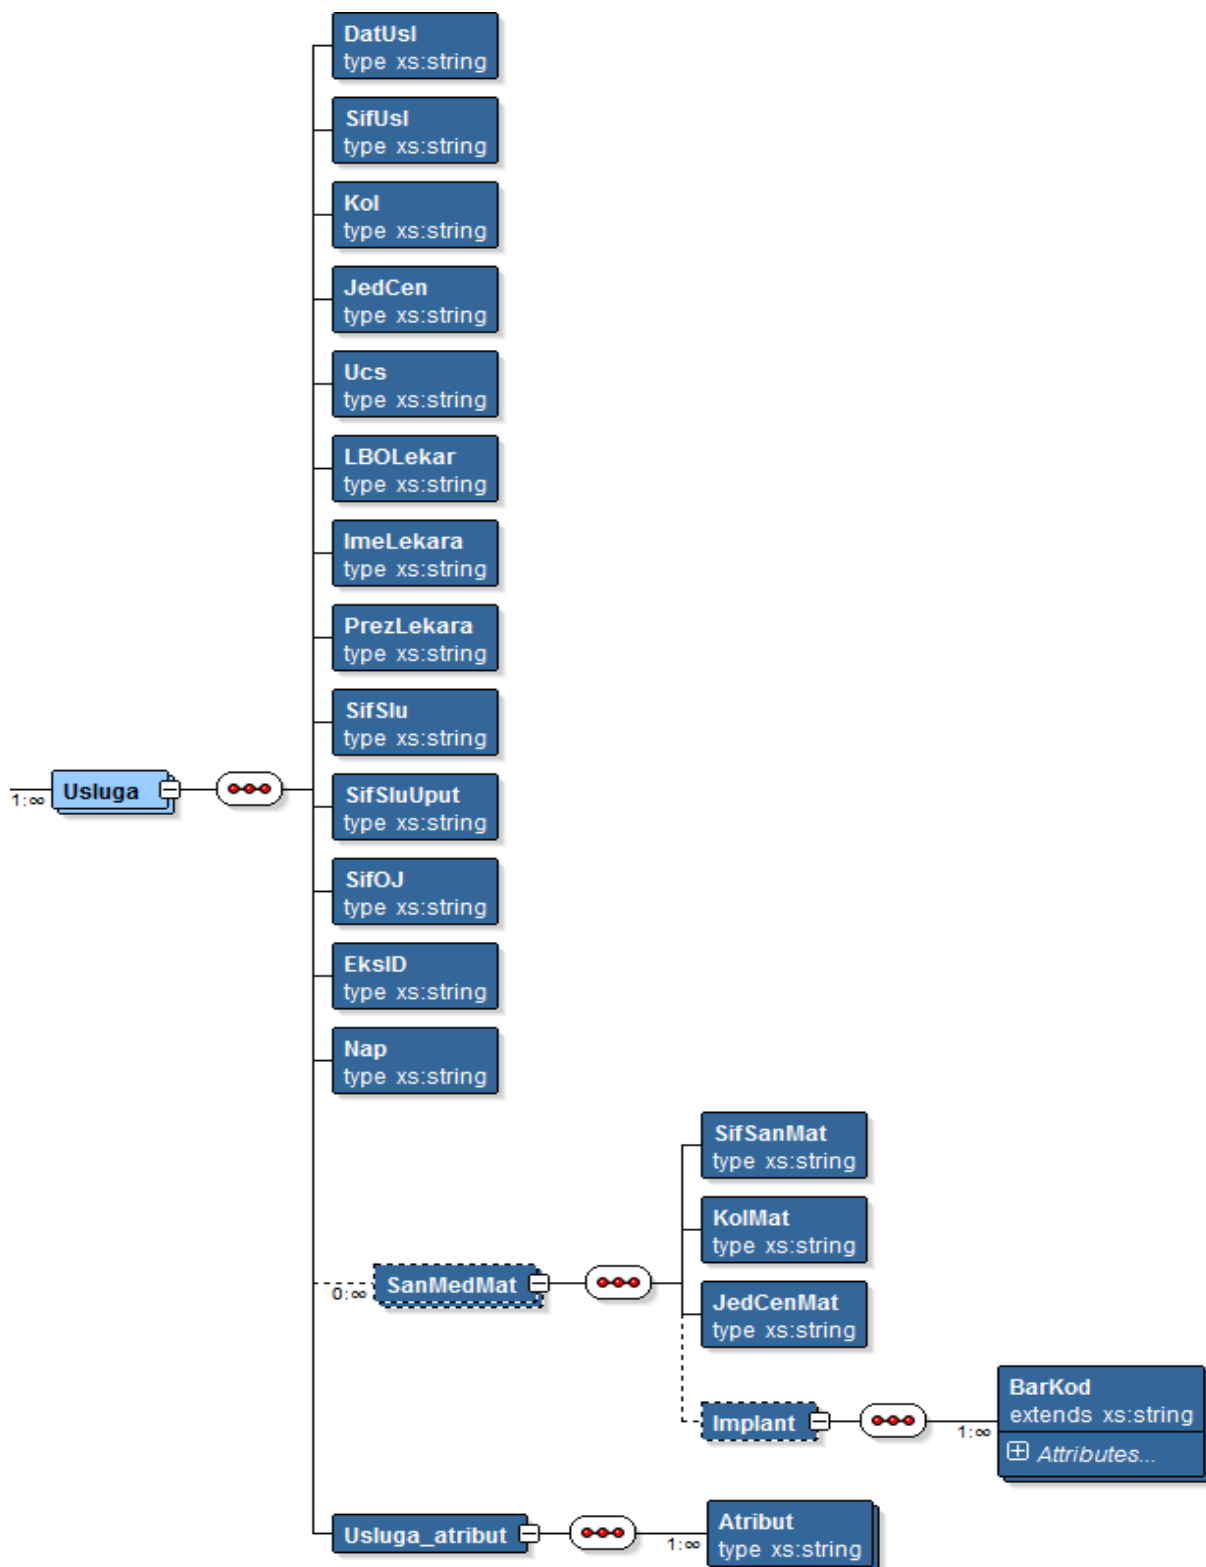 DatUsl
type xs:string
SifUsl
type xs:string
Kol
type xs:string
JedCen
type xs:string
Ucs
type xs:string
LBOLekar
type xs:string
ImeLekara
type xs:string
PrezLekara
type xs:string
SifSlu
type xs:string
Usluga
1:∞
SifSluUput
type xs:string
SifOJ
type xs:string
EksID
type xs:string
Nap
type xs:string
SifSanMat
type xs:string
KolMat
type xs:string
SanMedMat
0:∞
JedCenMat
type xs:string
Implant
BarKod
extends xs:string
1:∞
Attributes...
Usluga_atribut
Atribut
1:∞
type xs:string